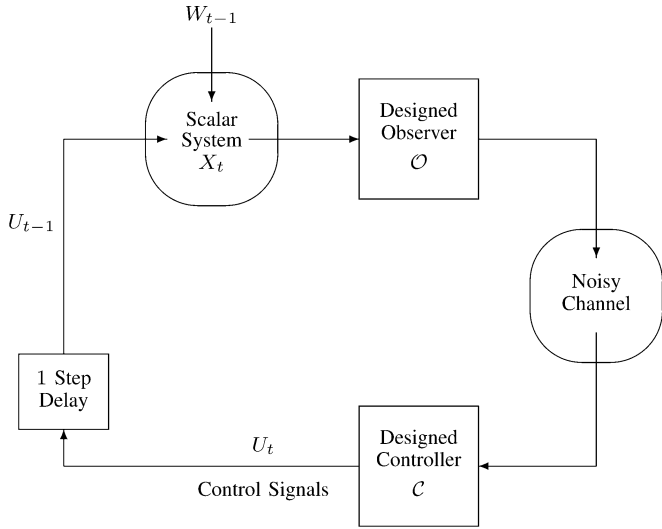 W_{t-1}
Scalar
System
X_t
Designed
Observer
𝒪
U_{t-1}
Noisy
Channel
1 Step
Delay
U_t
Control Signals
Designed
Controller
𝒞